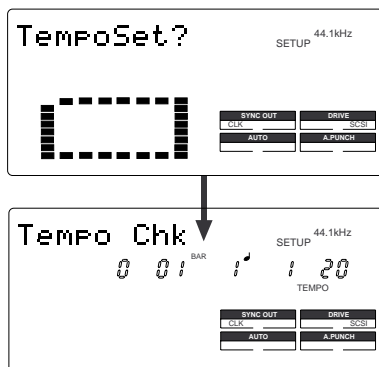 TempoSet?
SETUP 44.1kHz
SYNC OUT DRIVE
CLK SCSI
AUTO A.PUNCH
Tempo Chk
SETUP 44.1kHz
0 01 BAR 1 1 20
TEMPO
SYNC OUT DRIVE
CLK SCSI
AUTO A.PUNCH